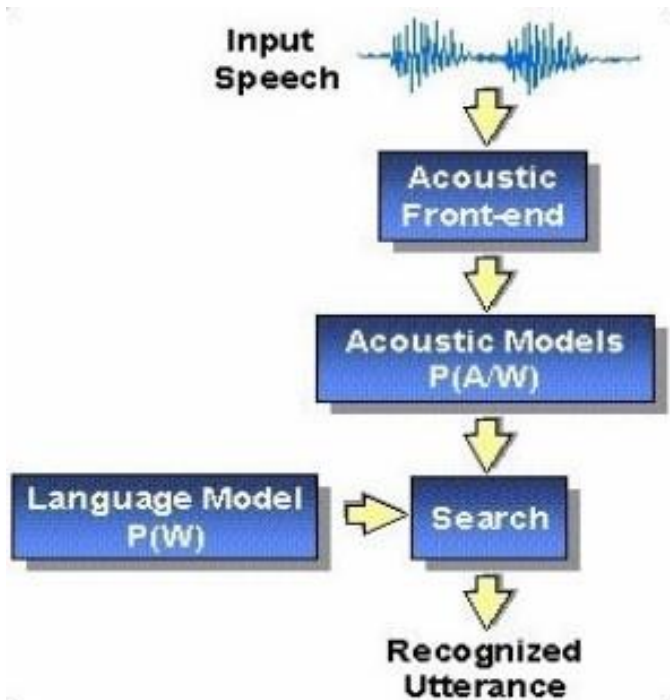 Input
Speech
Acoustic
Front-end
Acoustic Models
P(A/W)
Language Model
P(W)
Search
Recognized
Utterance